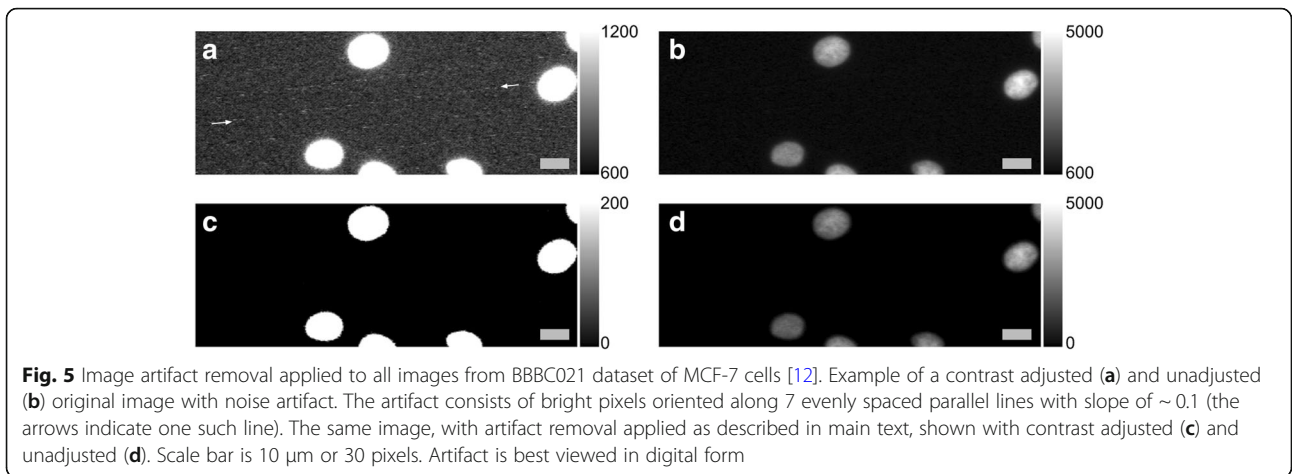 a
1200
600
b
5000
600
c
200
0
d
5000
0
Fig. 5 Image artifact removal applied to all images from BBBC021 dataset of MCF-7 cells [12]. Example of a contrast adjusted (a) and unadjusted
(b) original image with noise artifact. The artifact consists of bright pixels oriented along 7 evenly spaced parallel lines with slope of ~ 0.1 (the
arrows indicate one such line). The same image, with artifact removal applied as described in main text, shown with contrast adjusted (c) and
unadjusted (d). Scale bar is 10 μm or 30 pixels. Artifact is best viewed in digital form